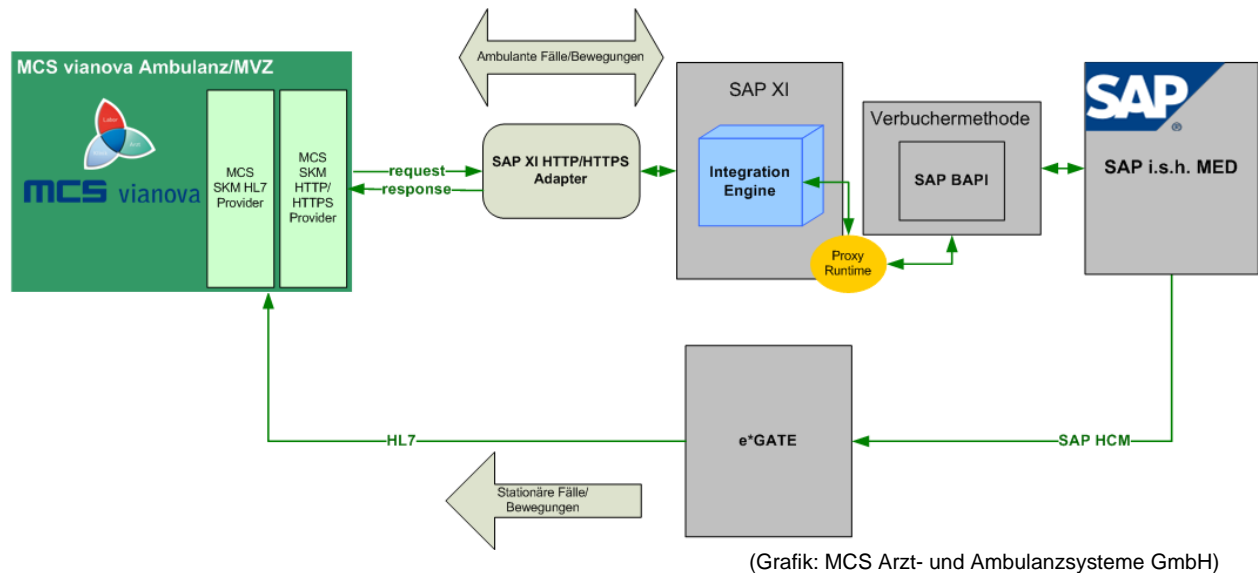 Ambulante Fälle/Bewegungen
MCS vianova Ambulanz/MVZ
Labor
Arzt
mcs vianova
MCS
SKM HL7
Provider
MCS
SKM
HTTP/
HTTPS
Provider
request
response
SAP XI HTTP/HTTPS
Adapter
SAP XI
Integration
Engine
Proxy
Runtime
Verbuchermethode
SAP BAPI
SAP ®
SAP i.s.h. MED
e*GATE
HL7
SAP HCM
Stationäre Fälle/
Bewegungen
(Grafik: MCS Arzt- und Ambulanzsysteme GmbH)